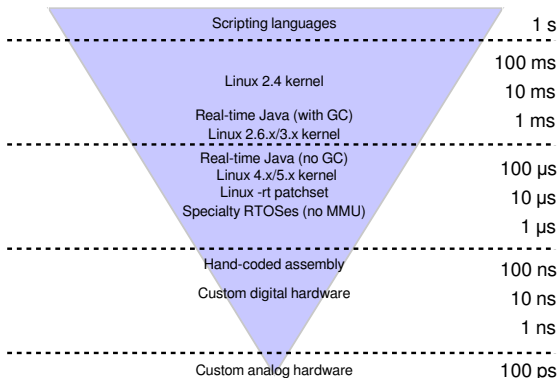 Scripting languages 1 s
100 ms
Linux 2.4 kernel
10 ms
Real-time Java (with GC) 1 ms
Linux 2.6.x/3.x kernel
Real-time Java (no GC)
100 µs
Linux 4.x/5.x kernel
Linux -rt patchset 10 µs
Specialty RTOSes (no MMU)
1 µs
Hand-coded assembly 100 ns
Custom digital hardware 10 ns
1 ns
Custom analog hardware 100 ps